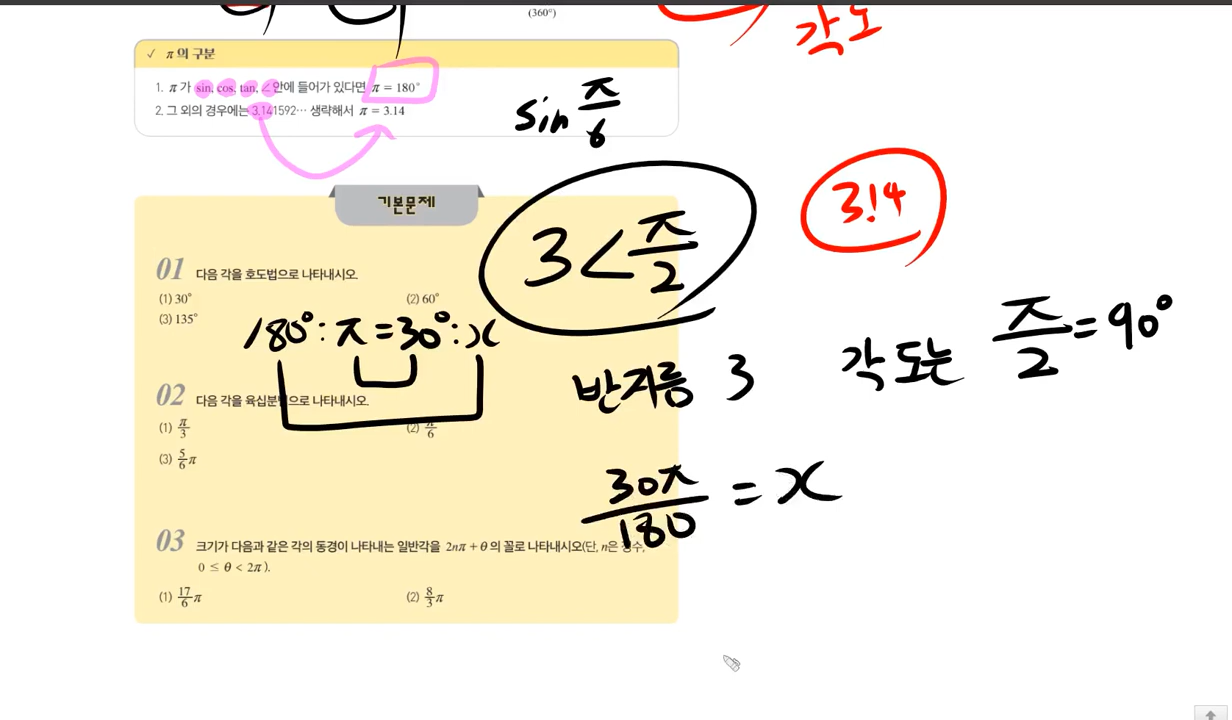 (360°)
각도
✓ π의 구분
1. π가 sin, cos, tan, ∠ 안에 들어가 있다면 π = 180°
2. 그 외의 경우에는 3.141592⋯ 생략해서 π = 3.14
sin π/6
기본문제
3 < π/2
3.14
01 다음 각을 호도법으로 나타내시오.
(1) 30° (2) 60°
(3) 135°
180° : π = 30° : x
반지름 3 각도는 π/2 = 90°
02 다음 각을 육십분법으로 나타내시오.
(1) π/3 (2) π/6
(3) 5/6 π
30π/180 = x
03 크기가 다음과 같은 각의 동경이 나타내는 일반각을 2nπ + θ의 꼴로 나타내시오(단, n은 정수,
0 ≤ θ < 2π).
(1) 17/6 π (2) 8/3 π